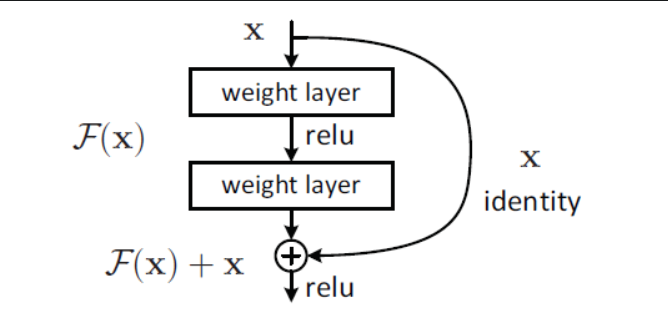 x
weight layer
relu
F(x)
weight layer
x
identity
F(x) + x
relu